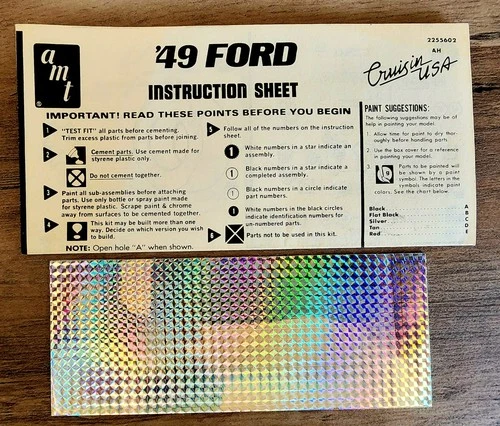 amt
®
'49 FORD
INSTRUCTION SHEET
2255602
AH
Cruisin
USA
IMPORTANT! READ THESE POINTS BEFORE YOU BEGIN
1 "TEST FIT" all parts before cementing.
Trim excess plastic from parts before joining.
2 Cement parts. Use cement made for
styrene plastic only.
Do not cement together.
3 Paint all sub-assemblies before attaching
parts. Use only bottle or spray paint made
for styrene plastic. Scrape paint & chrome
away from surfaces to be cemented together.
4 This kit may be built more than one
way. Decide on which version you wish
to build.
NOTE: Open hole "A" when shown.
Follow all of the numbers on the instruction
sheet.
1 White numbers in a star indicate an
assembly.
1 Black numbers in a star indicate a
completed assembly.
1 Black numbers in a circle indicate
part numbers.
1 White numbers in the black
circles indicate identification numbers for
un-numbered parts.
Parts not to be used in this kit.
PAINT SUGGESTIONS:
The following suggestions may be of
help in painting your model:
1. Allow time for paint to dry thor-
oughly before handling parts.
2. Use the box cover for a reference
in painting your model.
3. Parts to be painted will
be shown by a paint
symbol. The letters in the
symbols indicate paint
colors. See the chart below.
Black A
Flat Black B
Silver C
Tan D
Red E